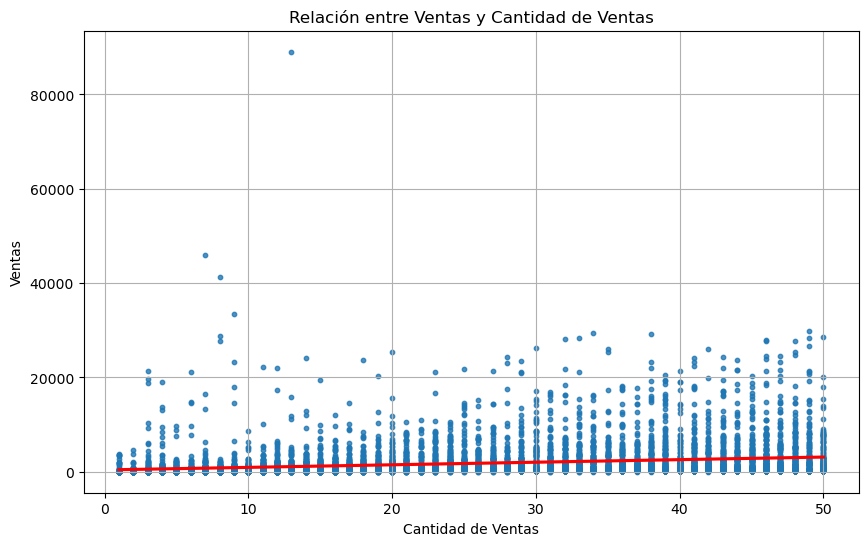 Relación entre Ventas y Cantidad de Ventas
80000
60000
40000
20000
0
Ventas
0 10 20 30 40 50
Cantidad de Ventas